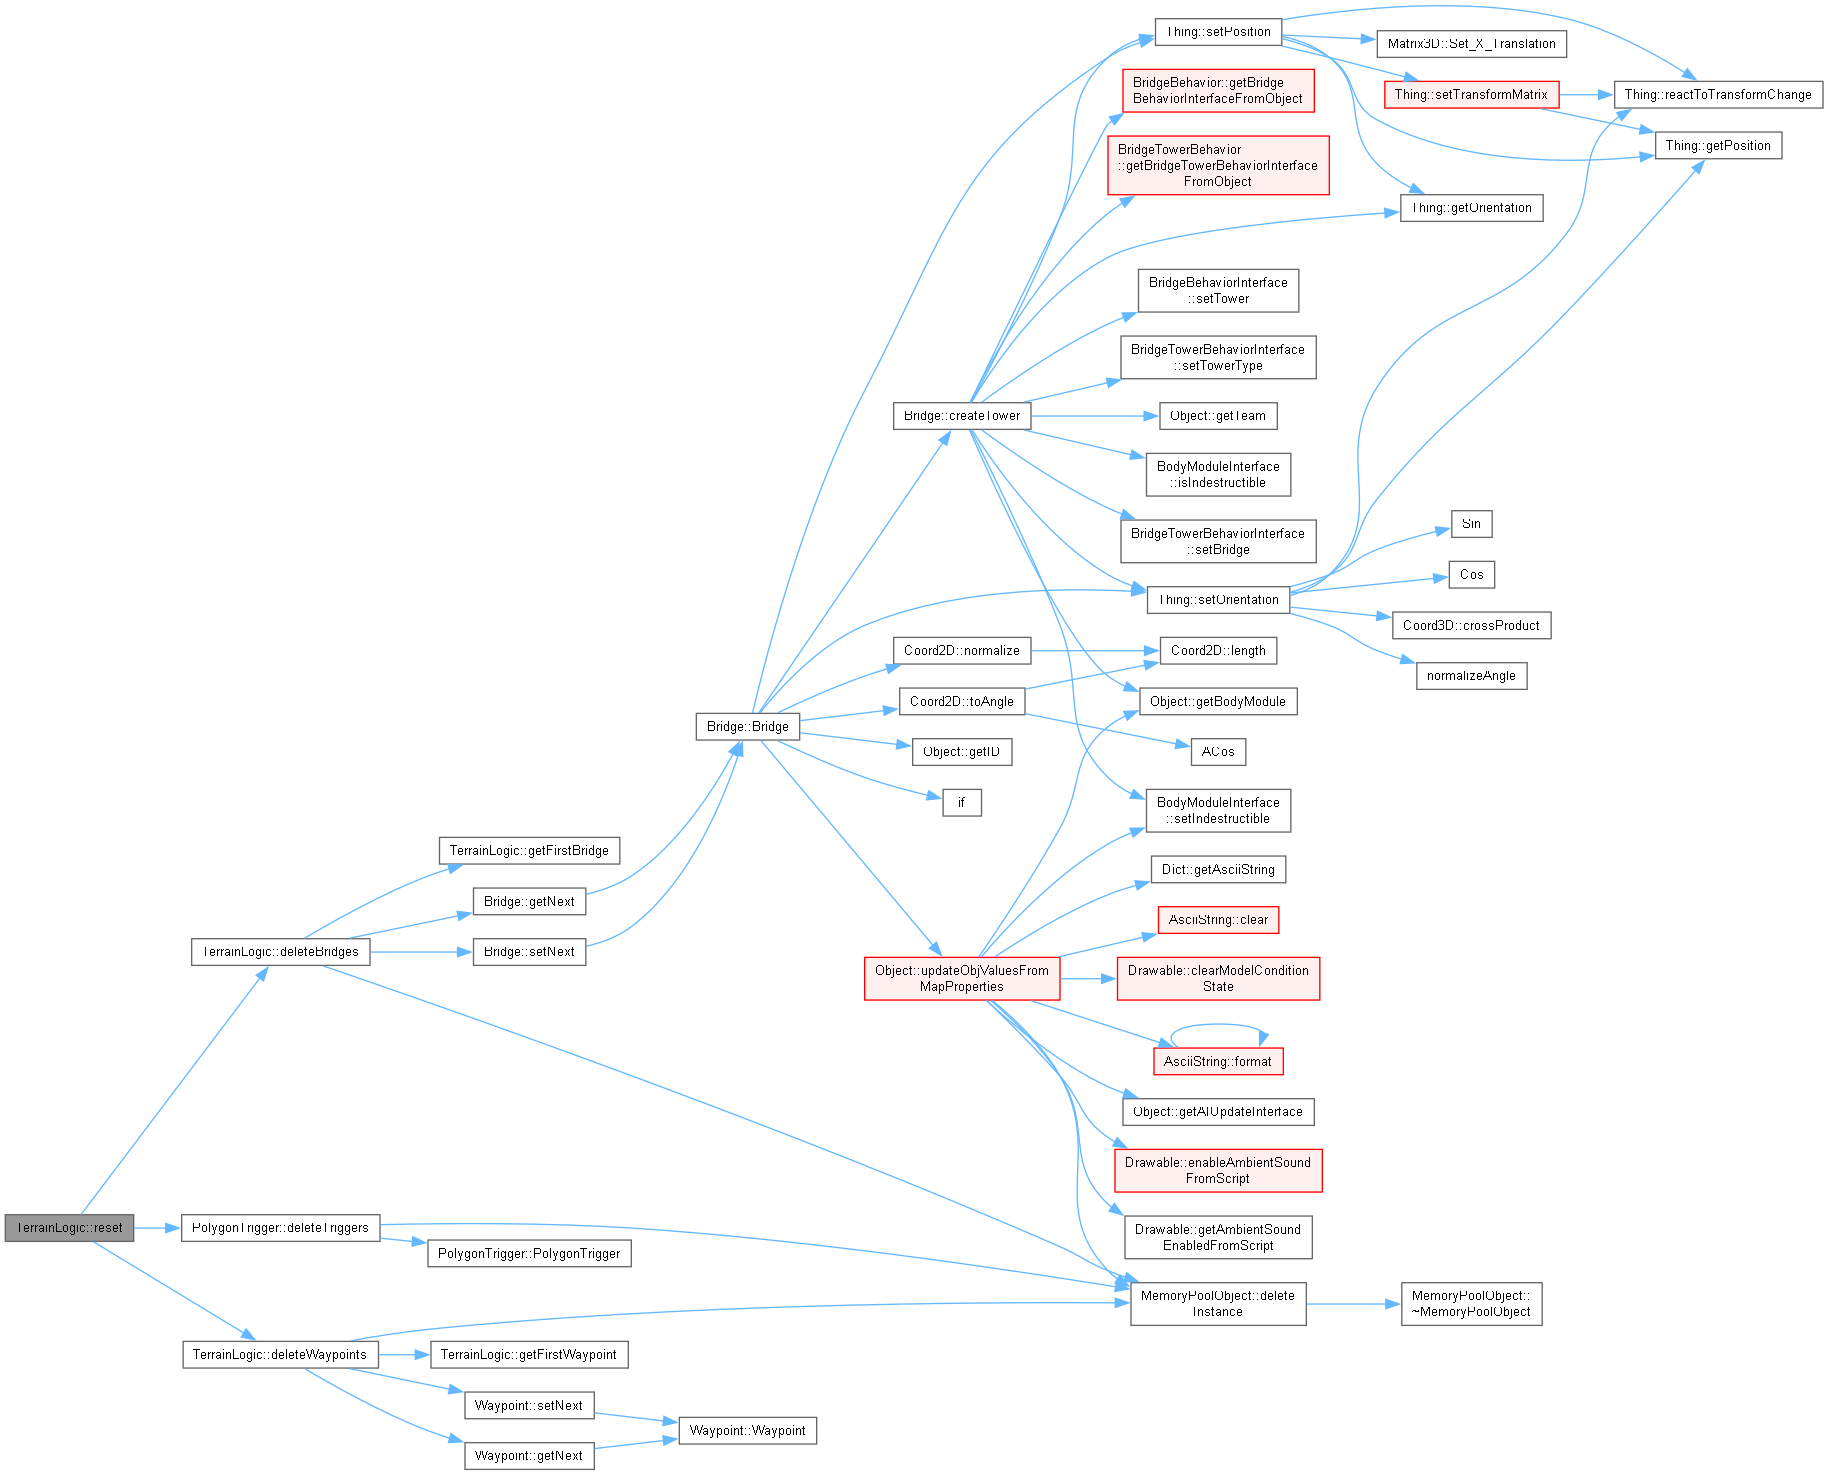 Thing::setPosition
Matrix3D::Set_X_Translation
BridgeBehavior::getBridge
BehaviorInterfaceFromObject
Thing::setTransformMatrix
Thing::reactToTransformChange
BridgeTowerBehavior
::getBridgeTowerBehaviorInterface
FromObject
Thing::getPosition
Thing::getOrientation
BridgeBehaviorInterface
::setTower
BridgeTowerBehaviorInterface
::setTowerType
Bridge::createTower
Object::getTeam
BodyModuleInterface
::isIndestructible
BridgeTowerBehaviorInterface
::setBridge
Sin
Cos
Thing::setOrientation
Coord3D::crossProduct
Coord2D::normalize
Coord2D::length
normalizeAngle
Coord2D::toAngle
Object::getBodyModule
Bridge::Bridge
Object::getID
ACos
if
BodyModuleInterface
::setIndestructible
TerrainLogic::getFirstBridge
Dict::getAsciiString
Bridge::getNext
AsciiString::clear
TerrainLogic::deleteBridges
Bridge::setNext
Object::updateObjValuesFrom
MapProperties
Drawable::clearModelCondition
State
AsciiString::format
Object::getAIUpdateInterface
Drawable::enableAmbientSound
FromScript
TerrainLogic::reset
PolygonTrigger::deleteTriggers
Drawable::getAmbientSound
EnabledFromScript
PolygonTrigger::PolygonTrigger
MemoryPoolObject::delete
Instance
MemoryPoolObject::
~MemoryPoolObject
TerrainLogic::deleteWaypoints
TerrainLogic::getFirstWaypoint
Waypoint::setNext
Waypoint::Waypoint
Waypoint::getNext